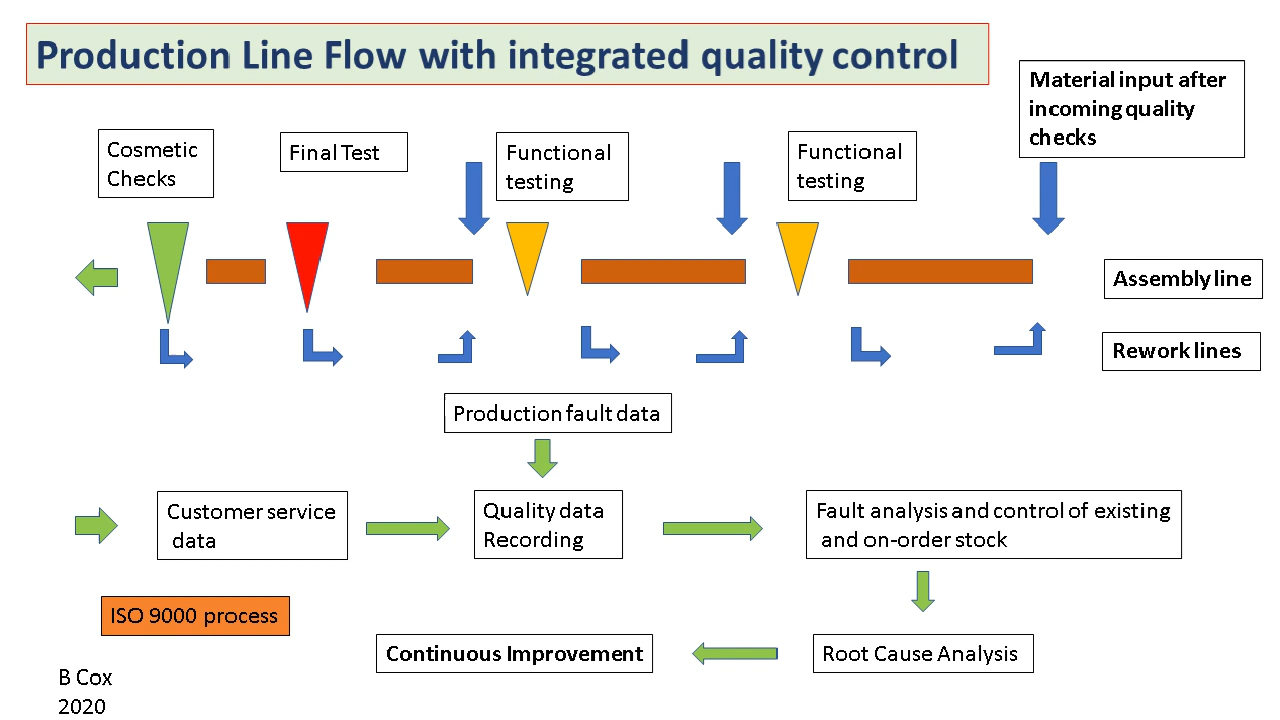 Production Line Flow with integrated quality control
Material input after
incoming quality
checks
Cosmetic
Checks
Final Test
Functional
testing
Functional
testing
Assembly line
Rework lines
Production fault data
Customer service
data
Quality data
Recording
Fault analysis and control of existing
and on-order stock
ISO 9000 process
Continuous Improvement
Root Cause Analysis
B Cox
2020